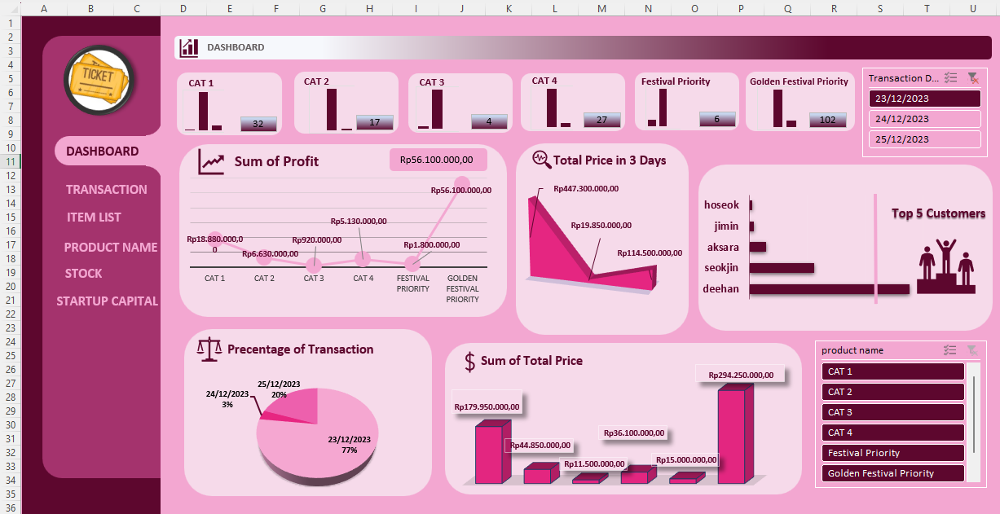 A B C D E F G H I J K L M N O P Q R S T U
1
2
3
4
5
6
7
8
9
10
11
12
13
14
15
16
17
18
19
20
21
22
23
24
25
26
27
28
29
30
31
32
33
34
35
36
TICKET
DASHBOARD
TRANSACTION
ITEM LIST
PRODUCT NAME
STOCK
STARTUP CAPITAL
DASHBOARD
CAT 1
32
CAT 2
17
CAT 3
4
CAT 4
27
Festival Priority
6
Golden Festival Priority
102
Transaction D...
23/12/2023
24/12/2023
25/12/2023
Sum of Profit
Rp56.100.000,00
Rp56.100.000,00
Rp5.130.000,00
Rp18.880.000,0
0
Rp920.000,00
Rp1.800.000,00
Rp6.630.000,00
CAT 1
CAT 2
CAT 3
CAT 4
FESTIVAL
PRIORITY
GOLDEN
FESTIVAL
PRIORITY
Total Price in 3 Days
Rp447.300.000,00
Rp19.850.000,00
Rp114.500.000,00
hoseok
jimin
aksara
seokjin
deehan
Top 5 Customers
Precentage of Transaction
25/12/2023
20%
24/12/2023
3%
23/12/2023
77%
Sum of Total Price
Rp294.250.000,00
Rp179.950.000,00
Rp36.100.000,00
Rp44.850.000,00
Rp11.500.000,00
Rp15.000.000,00
product name
CAT 1
CAT 2
CAT 3
CAT 4
Festival Priority
Golden Festival Priority